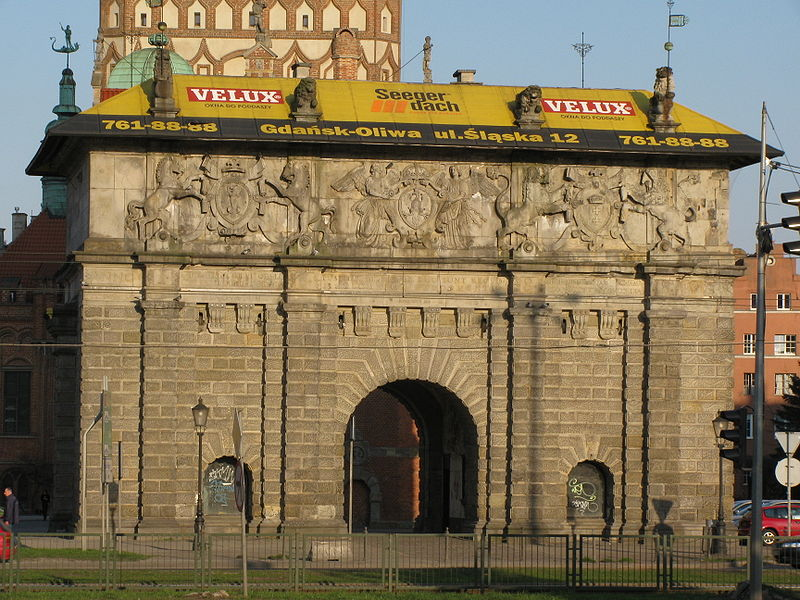 VELUX
OKNA DO PODDASZY
Seeger
dach
VELUX
OKNA DO PODDASZY
761-88-88
Gdańsk-Oliwa ul.Śląska 12
761-88-88